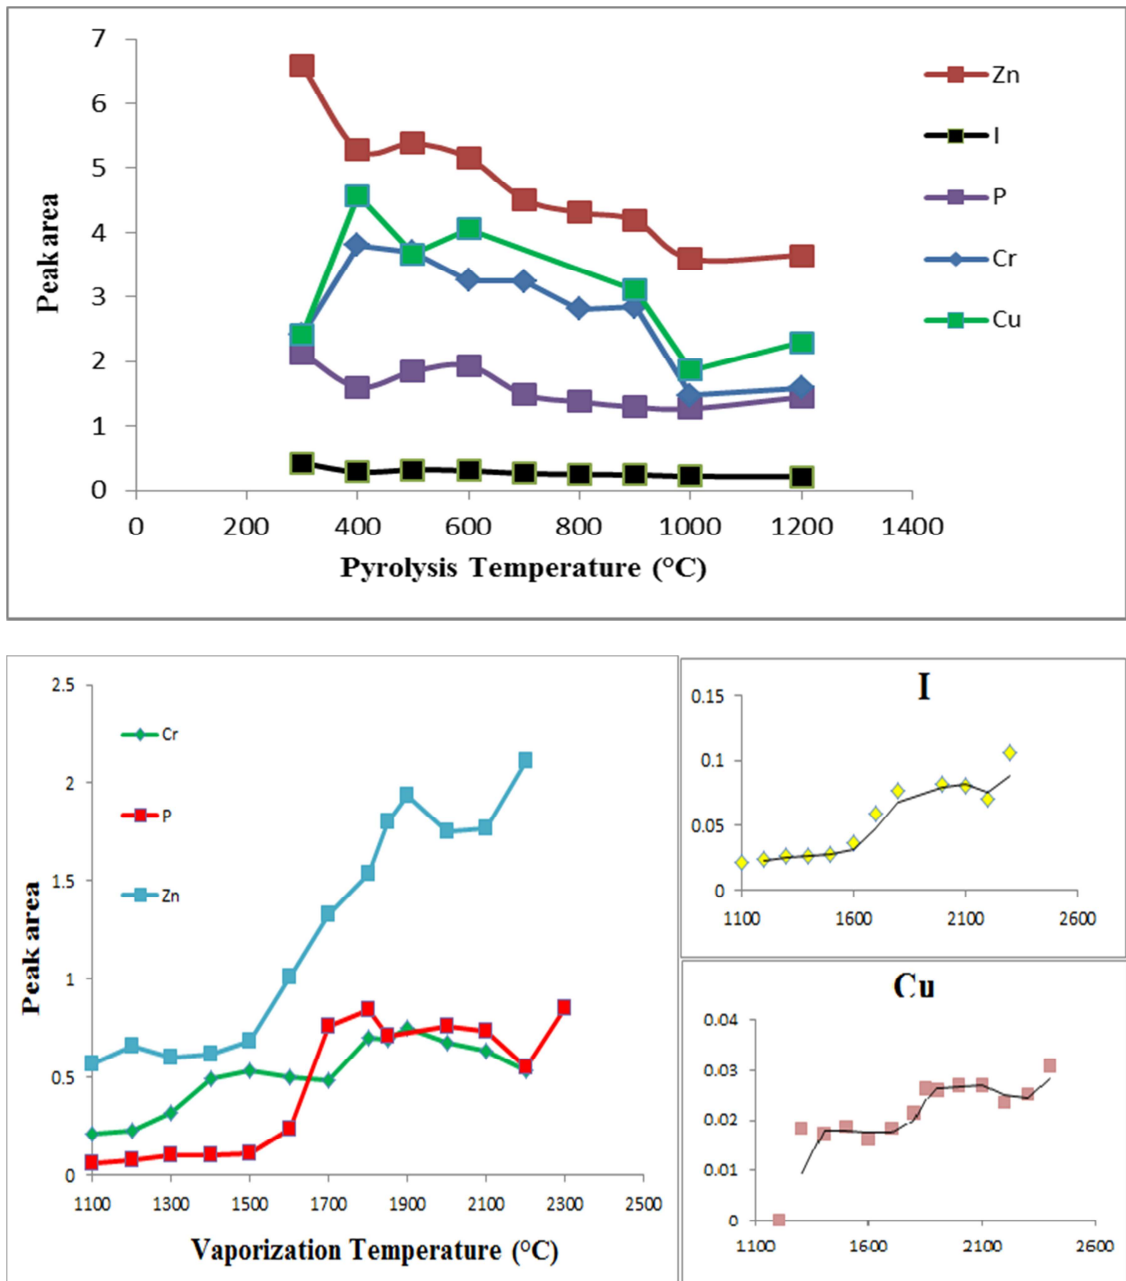 7
6
5
4
3
2
1
0
Peak area
0 200 400 600 800 1000 1200 1400
Pyrolysis Temperature (°C)
Zn
I
P
Cr
Cu
2.5
2
1.5
1
0.5
0
Peak area
Cr
P
Zn
1100 1300 1500 1700 1900 2100 2300 2500
Vaporization Temperature (°C)
I
0.15
0.1
0.05
0
1100 1600 2100 2600
Cu
0.04
0.03
0.02
0.01
0
1100 1600 2100 2600